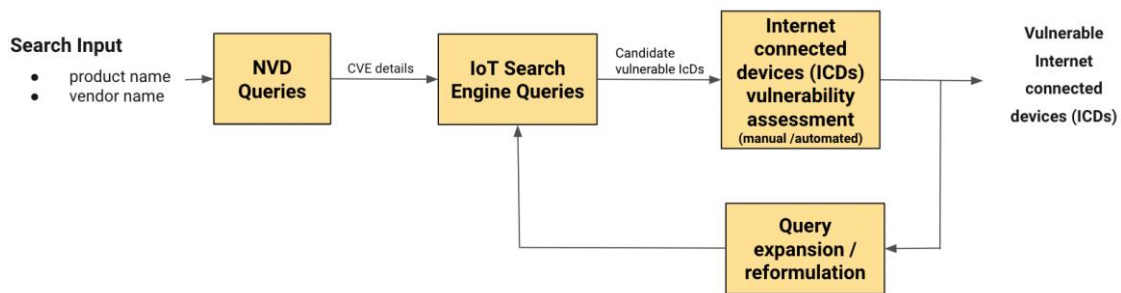 Search Input
● product name
● vendor name
NVD
Queries
CVE details
IoT Search
Engine Queries
Candidate
vulnerable IcDs
Internet
connected
devices (ICDs)
vulnerability
assessment
(manual /automated)
Vulnerable
Internet
connected
devices (ICDs)
Query
expansion /
reformulation